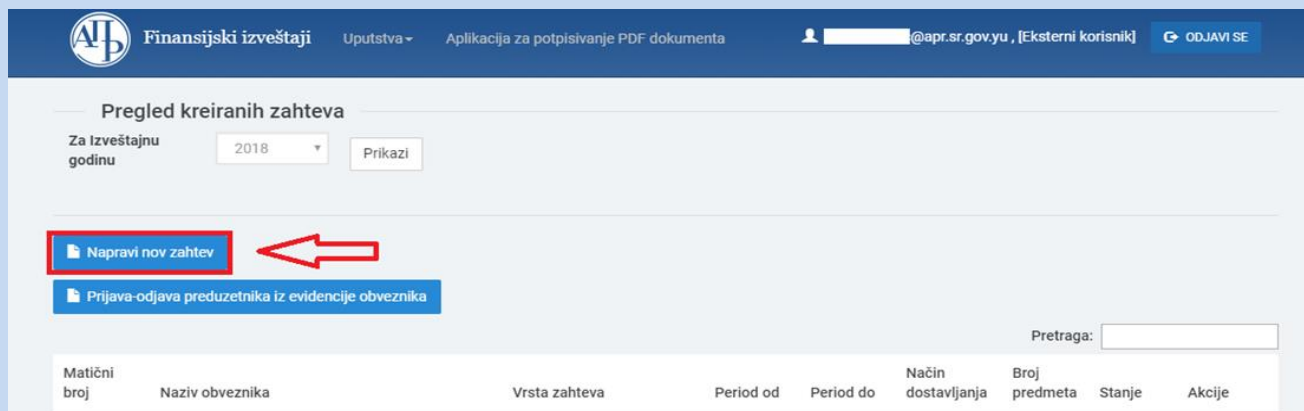 АПР Finansijski izveštaji Uputstva Aplikacija za potpisivanje PDF dokumenta @apr.sr.gov.yu , [Eksterni korisnik] ODJAVI SE
Pregled kreiranih zahteva
Za Izveštajnu godinu 2018 Prikazi
Napravi nov zahtev
Prijava-odjava preduzetnika iz evidencije obveznika
Pretraga:
Matični broj Naziv obveznika Vrsta zahteva Period od Period do Način dostavljanja Broj predmeta Stanje Akcije